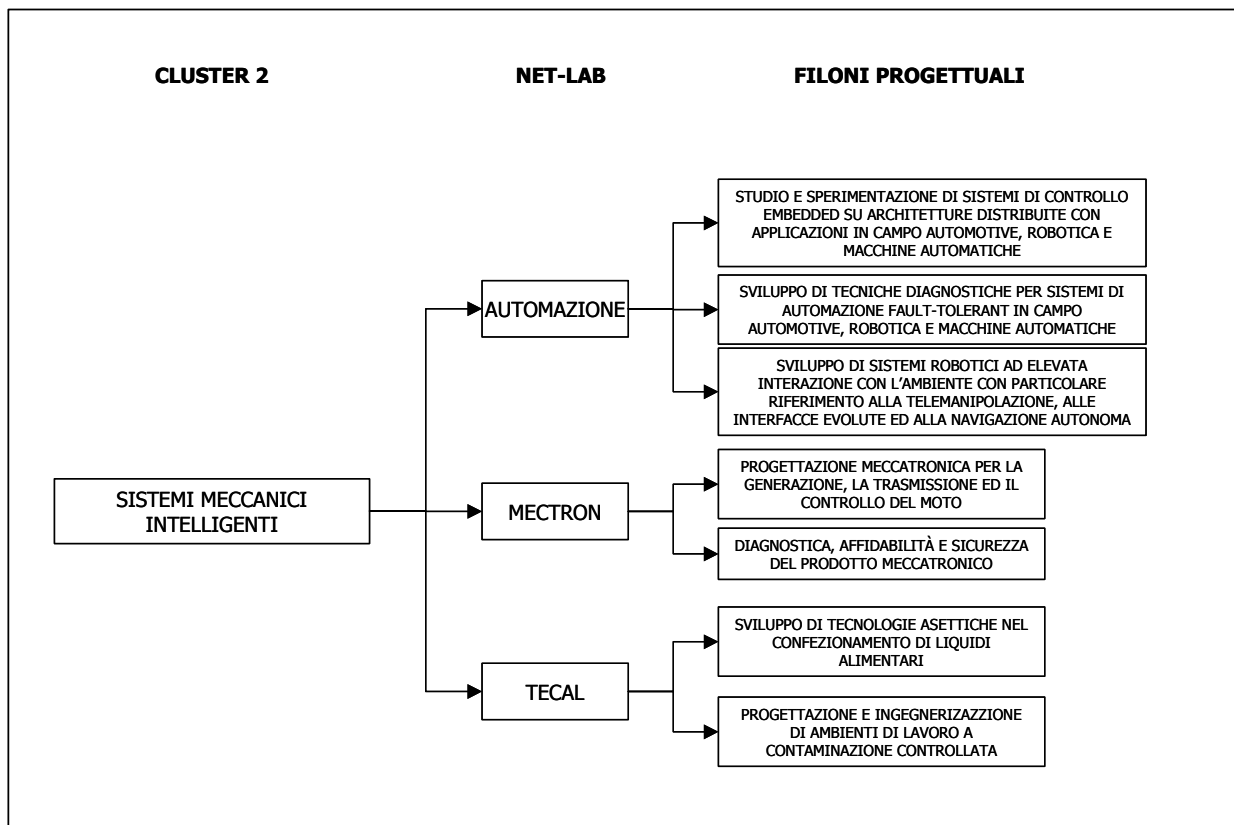 CLUSTER 2
NET-LAB
FILONI PROGETTUALI
SISTEMI MECCANICI
INTELLIGENTI
AUTOMAZIONE
STUDIO E SPERIMENTAZIONE DI SISTEMI DI CONTROLLO
EMBEDDED SU ARCHITETTURE DISTRIBUITE CON
APPLICAZIONI IN CAMPO AUTOMOTIVE, ROBOTICA E
MACCHINE AUTOMATICHE
SVILUPPO DI TECNICHE DIAGNOSTICHE PER SISTEMI DI
AUTOMAZIONE FAULT-TOLERANT IN CAMPO
AUTOMOTIVE, ROBOTICA E MACCHINE AUTOMATICHE
SVILUPPO DI SISTEMI ROBOTICI AD ELEVATA
INTERAZIONE CON L’AMBIENTE CON PARTICOLARE
RIFERIMENTO ALLA TELEMANIPOLAZIONE, ALLE
INTERFACCE EVOLUTE ED ALLA NAVIGAZIONE AUTONOMA
MECTRON
PROGETTAZIONE MECCATRONICA PER LA
GENERAZIONE, LA TRASMISSIONE ED IL
CONTROLLO DEL MOTO
DIAGNOSTICA, AFFIDABILITÀ E SICUREZZA
DEL PRODOTTO MECCATRONICO
TECAL
SVILUPPO DI TECNOLOGIE ASETTICHE NEL
CONFEZIONAMENTO DI LIQUIDI
ALIMENTARI
PROGETTAZIONE E INGEGNERIZAZZIONE
DI AMBIENTI DI LAVORO A
CONTAMINAZIONE CONTROLLATA